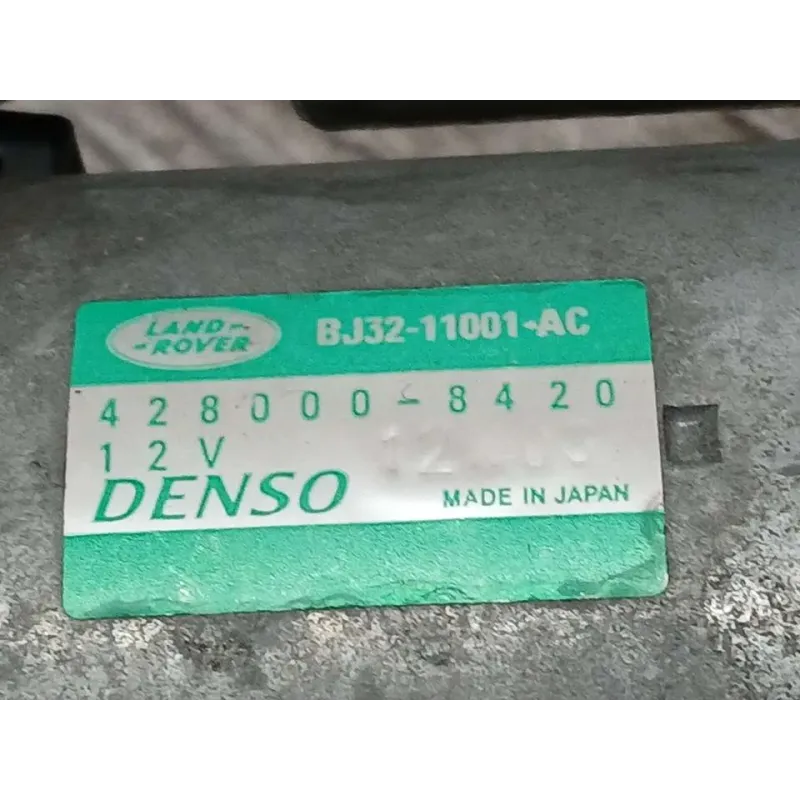 LAND-
-ROVER
BJ32-11001-AC
428000-8420
12V
DENSO
MADE IN JAPAN